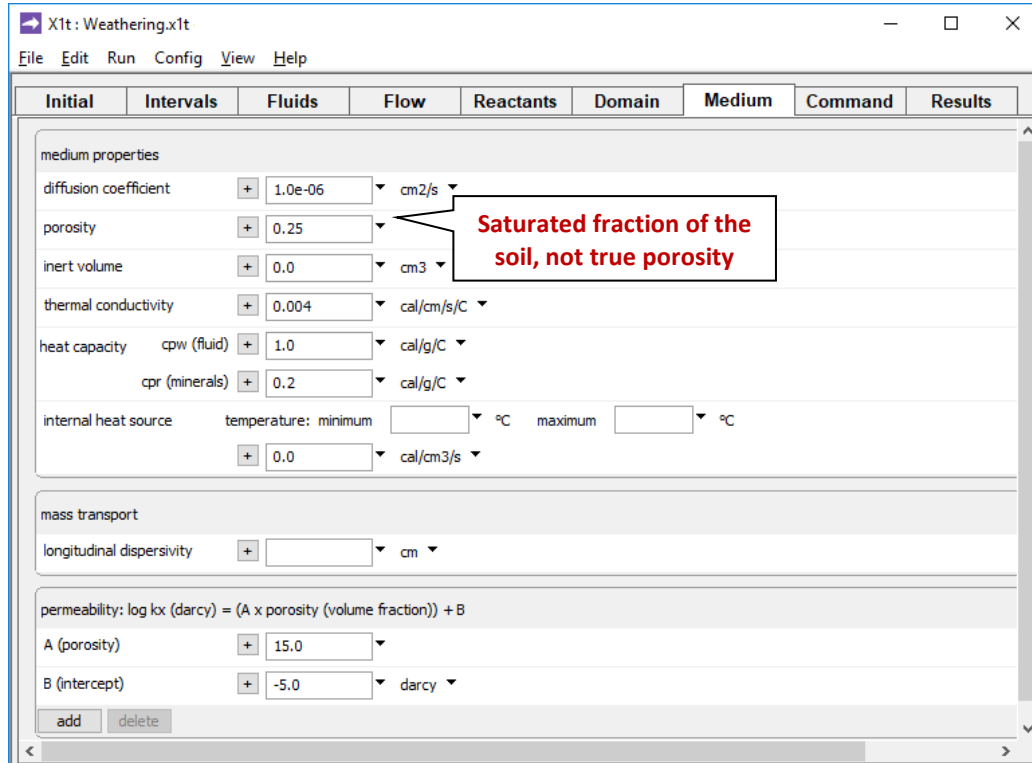 X1t : Weathering.x1t
File Edit Run Config View Help
Initial Intervals Fluids Flow Reactants Domain Medium Command Results
medium properties
diffusion coefficient + 1.0e-06 cm2/s
porosity + 0.25
Saturated fraction of the
soil, not true porosity
inert volume + 0.0 cm3
thermal conductivity + 0.004 cal/cm/s/C
heat capacity cpw (fluid) + 1.0 cal/g/C
cpr (minerals) + 0.2 cal/g/C
internal heat source temperature: minimum ºC maximum ºC
+ 0.0 cal/cm3/s
mass transport
longitudinal dispersivity + cm
permeability: log kx (darcy) = (A x porosity (volume fraction)) + B
A (porosity) + 15.0
B (intercept) + -5.0 darcy
add delete